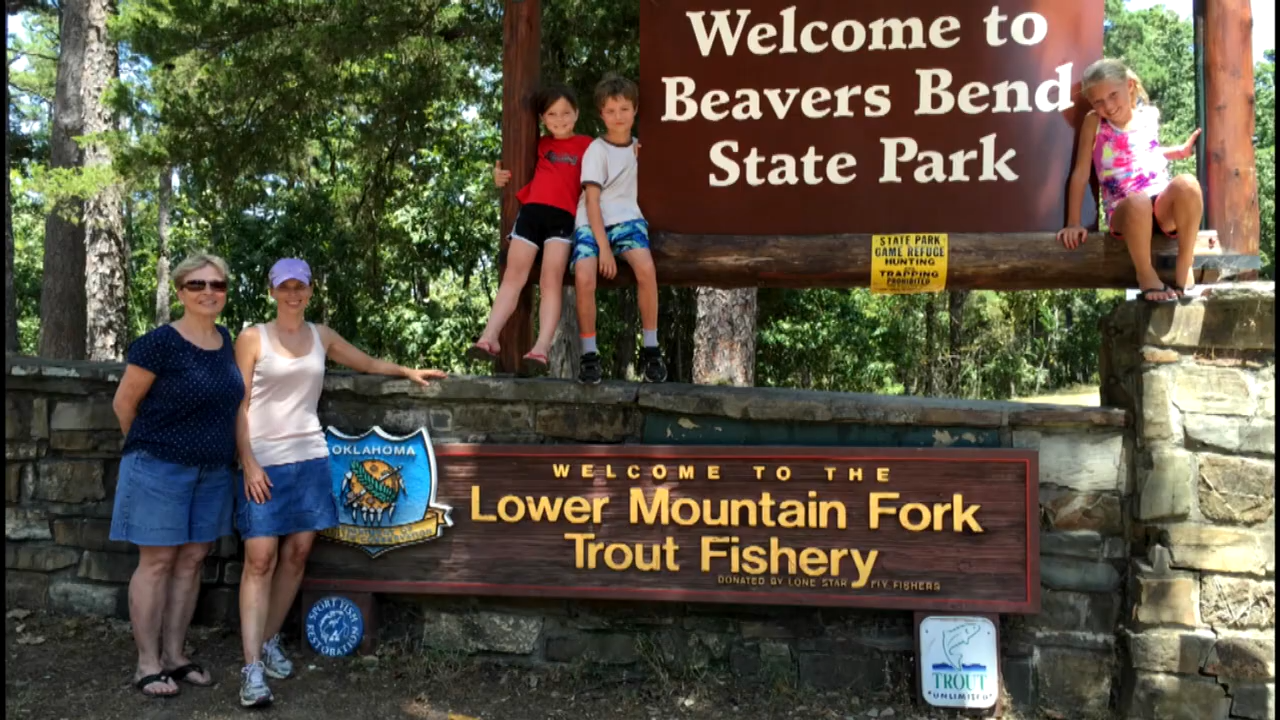 Welcome to
Beavers Bend
State Park
STATE PARK
GAME REFUGE
HUNTING
TRAPPING
PROHIBITED
OKLAHOMA
WELCOME TO THE
Lower Mountain Fork
Trout Fishery
DONATED BY LONE STAR FLY FISHERS
SPORT FISH
RESTORATION
TROUT
UNLIMITED